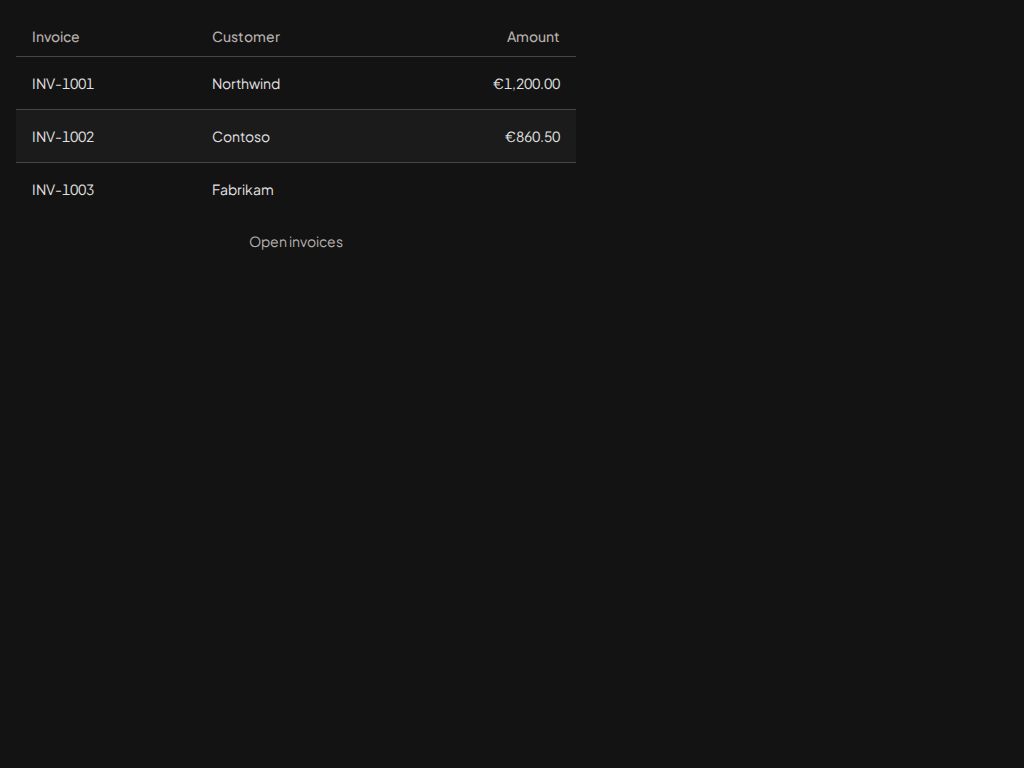 Invoice Customer Amount
INV-1001 Northwind €1,200.00
INV-1002 Contoso €860.50
INV-1003 Fabrikam
Open invoices